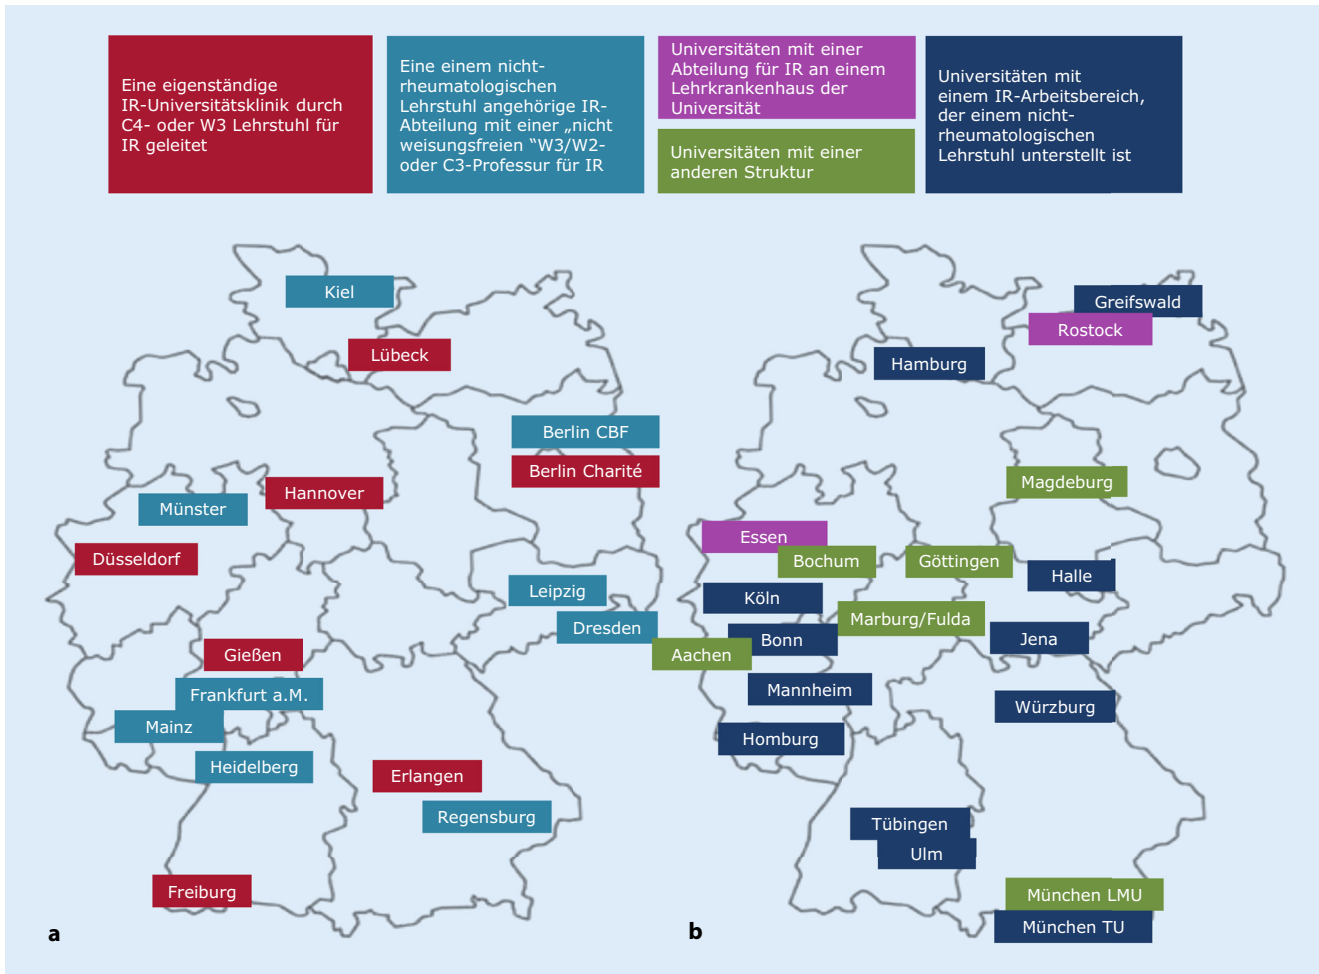 Eine eigenständige
IR-Universitätsklinik durch
C4- oder W3 Lehrstuhl für
IR geleitet
Eine einem nicht-
rheumatologischen
Lehrstuhl angehörige IR-
Abteilung mit einer „nicht
weisungsfreien “W3/W2-
oder C3-Professur für IR
Universitäten mit einer
Abteilung für IR an einem
Lehrkrankenhaus der
Universität
Universitäten mit einer
anderen Struktur
Universitäten mit
einem IR-Arbeitsbereich,
der einem nicht-
rheumatologischen
Lehrstuhl unterstellt ist
Kiel
Lübeck
Berlin CBF
Berlin Charité
Hannover
Münster
Düsseldorf
Leipzig
Dresden
Gießen
Frankfurt a.M.
Mainz
Heidelberg
Erlangen
Regensburg
Freiburg
a
Greifswald
Rostock
Hamburg
Magdeburg
Essen
Bochum
Göttingen
Halle
Köln
Marburg/Fulda
Bonn
Jena
Aachen
Mannheim
Würzburg
Homburg
Tübingen
Ulm
München LMU
München TU
b